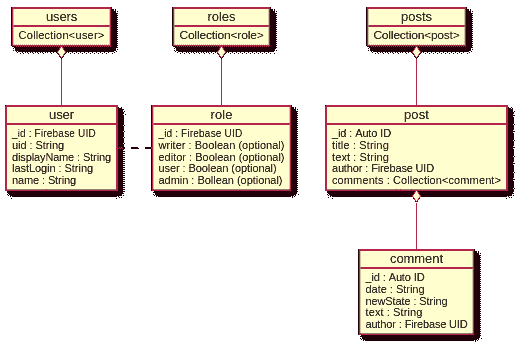 users
Collection<user>
roles
Collection<role>
posts
Collection<post>
user
_id : Firebase UID
uid : String
displayName : String
lastLogin : String
name : String
role
_id : Firebase UID
writer : Boolean (optional)
editor : Boolean (optional)
user : Boolean (optional)
admin : Bollean (optional)
post
_id : Auto ID
title : String
text : String
author : Firebase UID
comments : Collection<comment>
comment
_id : Auto ID
date : String
newState : String
text : String
author : Firebase UID